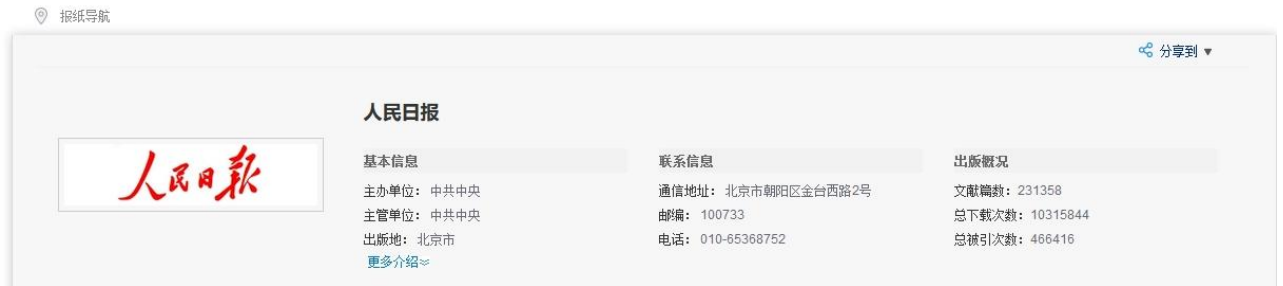 报纸导航
分享到
人民日报
人民日报
基本信息
主办单位：中共中央
主管单位：中共中央
出版地：北京市
更多介绍
联系信息
通信地址：北京市朝阳区金台西路2号
邮编：100733
电话：010-65368752
出版概况
文献篇数：231358
总下载次数：10315844
总被引次数：466416